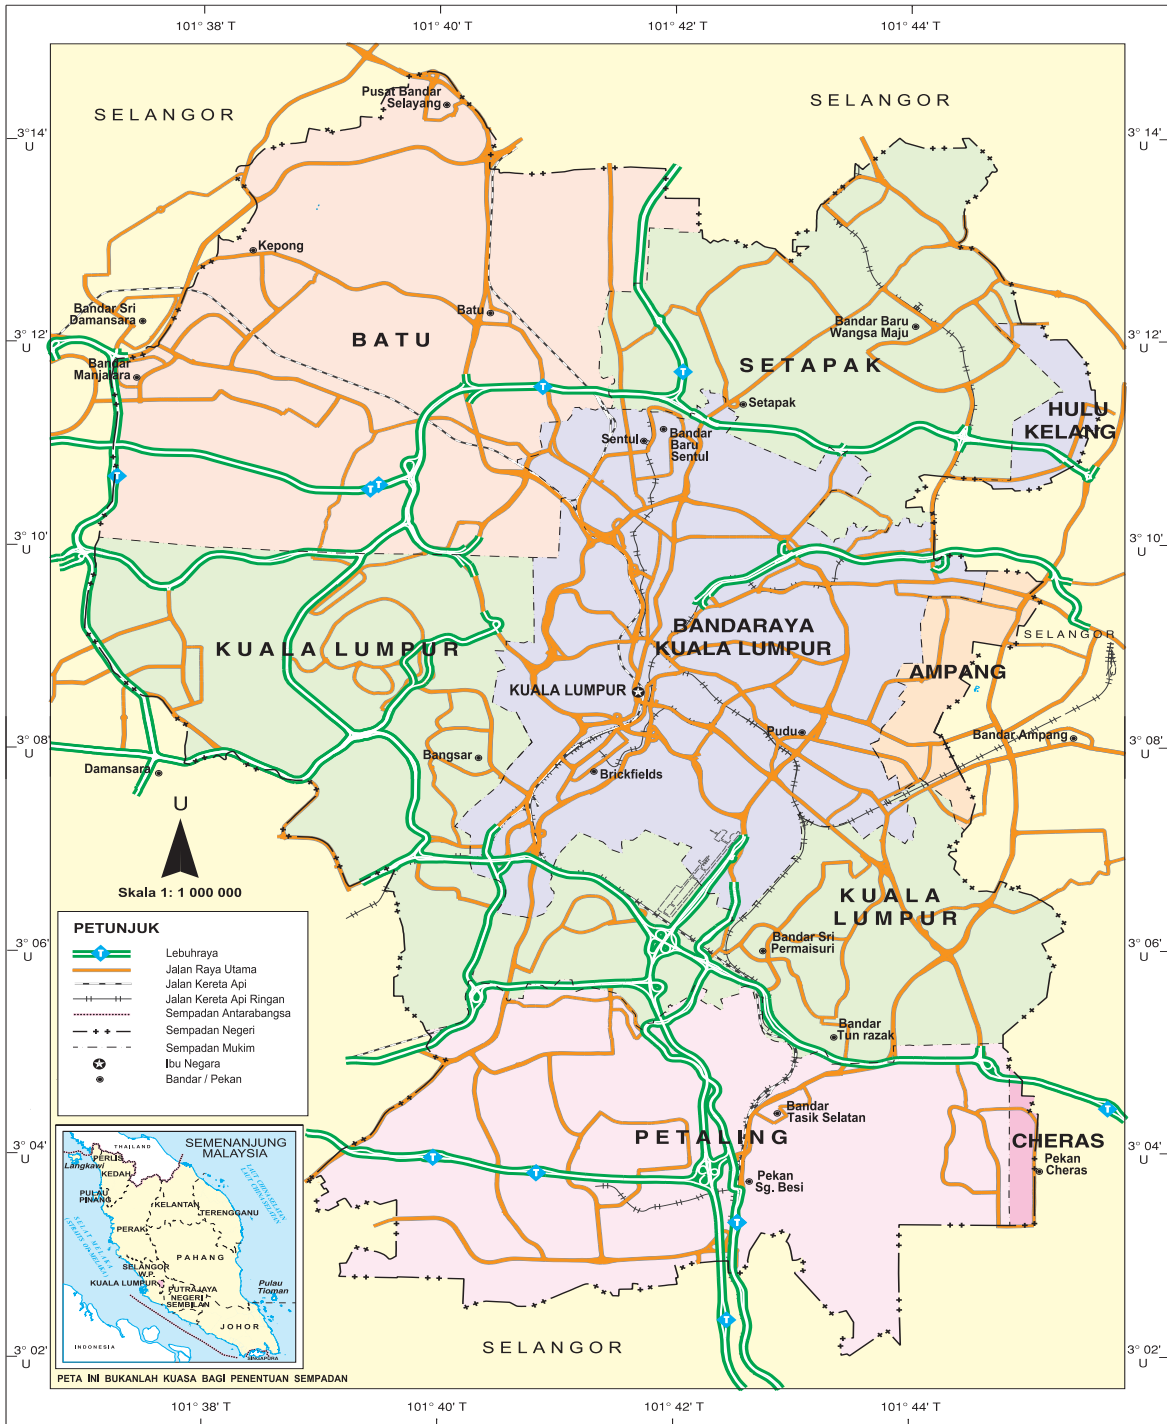 101° 38' T
101° 40' T
101° 42' T
101° 44' T
SELANGOR
SELANGOR
Pusat Bandar
Selayang
3° 14'
U
3° 14'
U
Kepong
Bandar Sri
Damansara
Batu
BATU
Bandar Baru
Wangsa Maju
3° 12'
U
3° 12'
U
Bandar
Manjalara
SETAPAK
Setapak
HULU
KELANG
Sentul
Bandar
Baru
Sentul
3° 10'
U
3° 10'
U
BANDARAYA
KUALA LUMPUR
SELANGOR
KUALA LUMPUR
AMPANG
KUALA LUMPUR
Pudu
Bandar Ampang
3° 08'
U
3° 08'
U
Damansara
Bangsar
Brickfields
U
Skala 1: 1 000 000
KUALA
LUMPUR
Bandar Sri
Permaisuri
3° 06'
U
3° 06'
U
PETUNJUK
T
Lebuhraya
Jalan Raya Utama
Jalan Kereta Api
Jalan Kereta Api Ringan
Sempadan Antarabangsa
Sempadan Negeri
Sempadan Mukim
Ibu Negara
Bandar / Pekan
Bandar
Tun razak
Bandar
Tasik Selatan
PETALING
CHERAS
Pekan
Cheras
Pekan
Sg. Besi
3° 04'
U
3° 04'
U
SEMENANJUNG
MALAYSIA
THAILAND
PERLIS
Langkawi
KEDAH
PULAU
PINANG
KELANTAN
TERENGGANU
LAUT CHINA SELATAN
PERAK
PAHANG
SELAT MELAKA
SELANGOR
W.P.
KUALA LUMPUR
PUTRAJAYA
NEGERI
SEMBILAN
Pulau
Tioman
JOHOR
INDONESIA
SINGAPURA
SELANGOR
3° 02'
U
3° 02'
U
PETA INI BUKANLAH KUASA BAGI PENENTUAN SEMPADAN
101° 38' T
101° 40' T
101° 42' T
101° 44' T